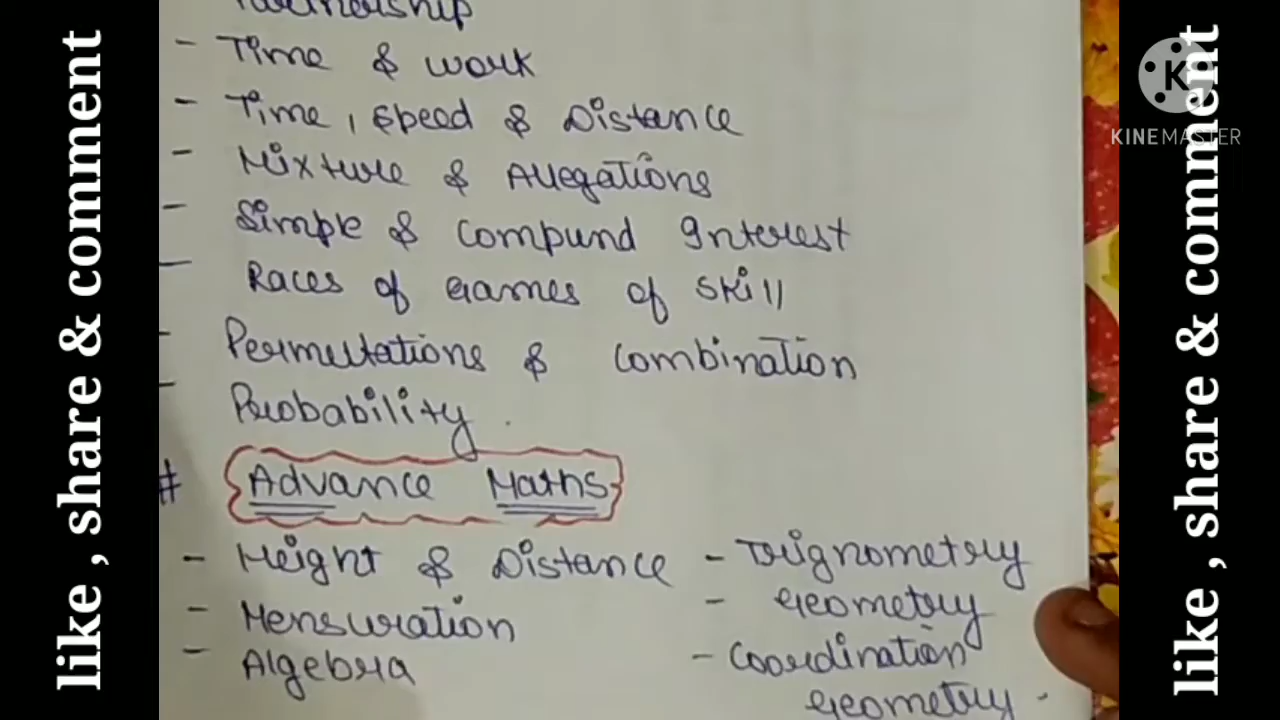 Partnership
- Time & work
- Time, Speed & Distance
- Mixture & Allegations
- Simple & Compund Interest
- Races of Games of Skill
- Permutations & Combination
- Probability.
# Advance Maths
- Height & Distance
- Mensuration
- Algebra
- Trignometry
- Geometry
- Coordination
Geometry.
like , share & comment
like , share & comment
K
KINEMASTER